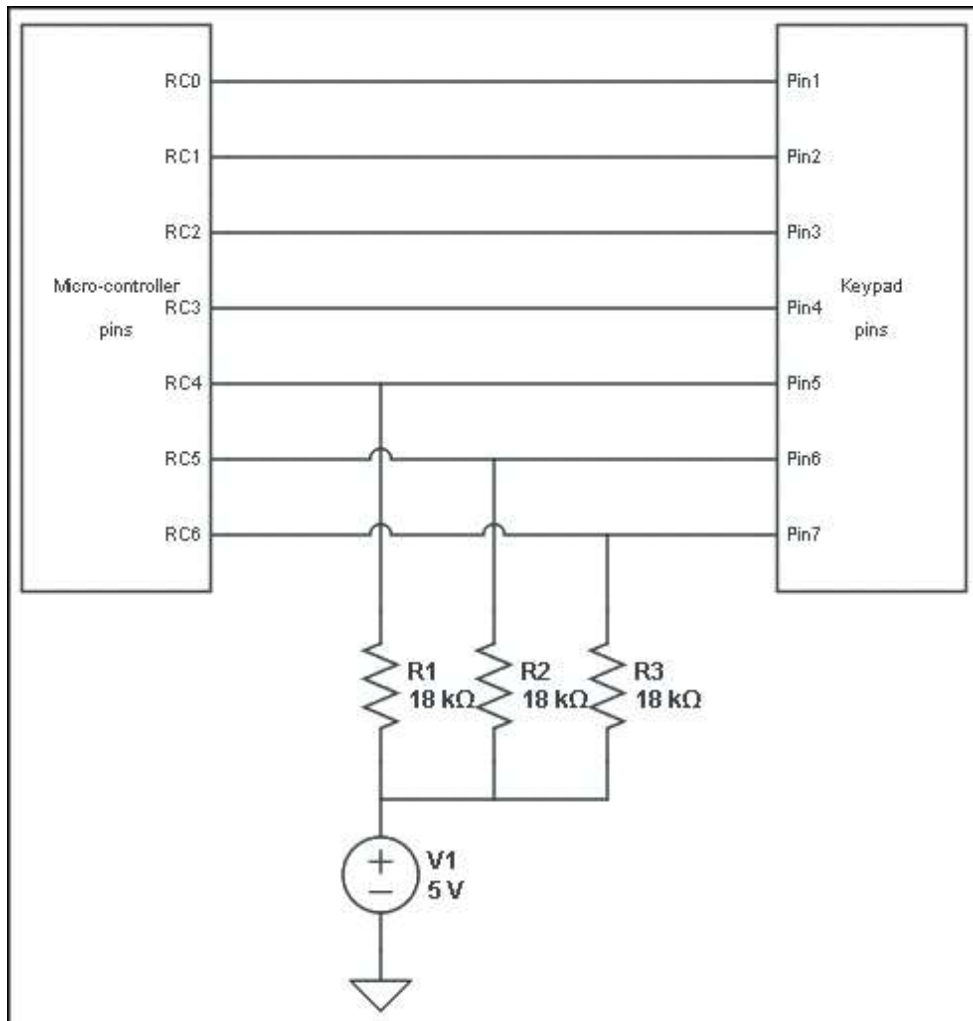 RC0
Pin1
RC1
Pin2
RC2
Pin3
Micro-controller
pins
Keypad
pins
RC3
Pin4
RC4
Pin5
RC5
Pin6
RC6
Pin7
R1
18 kΩ
R2
18 kΩ
R3
18 kΩ
V1
5 V